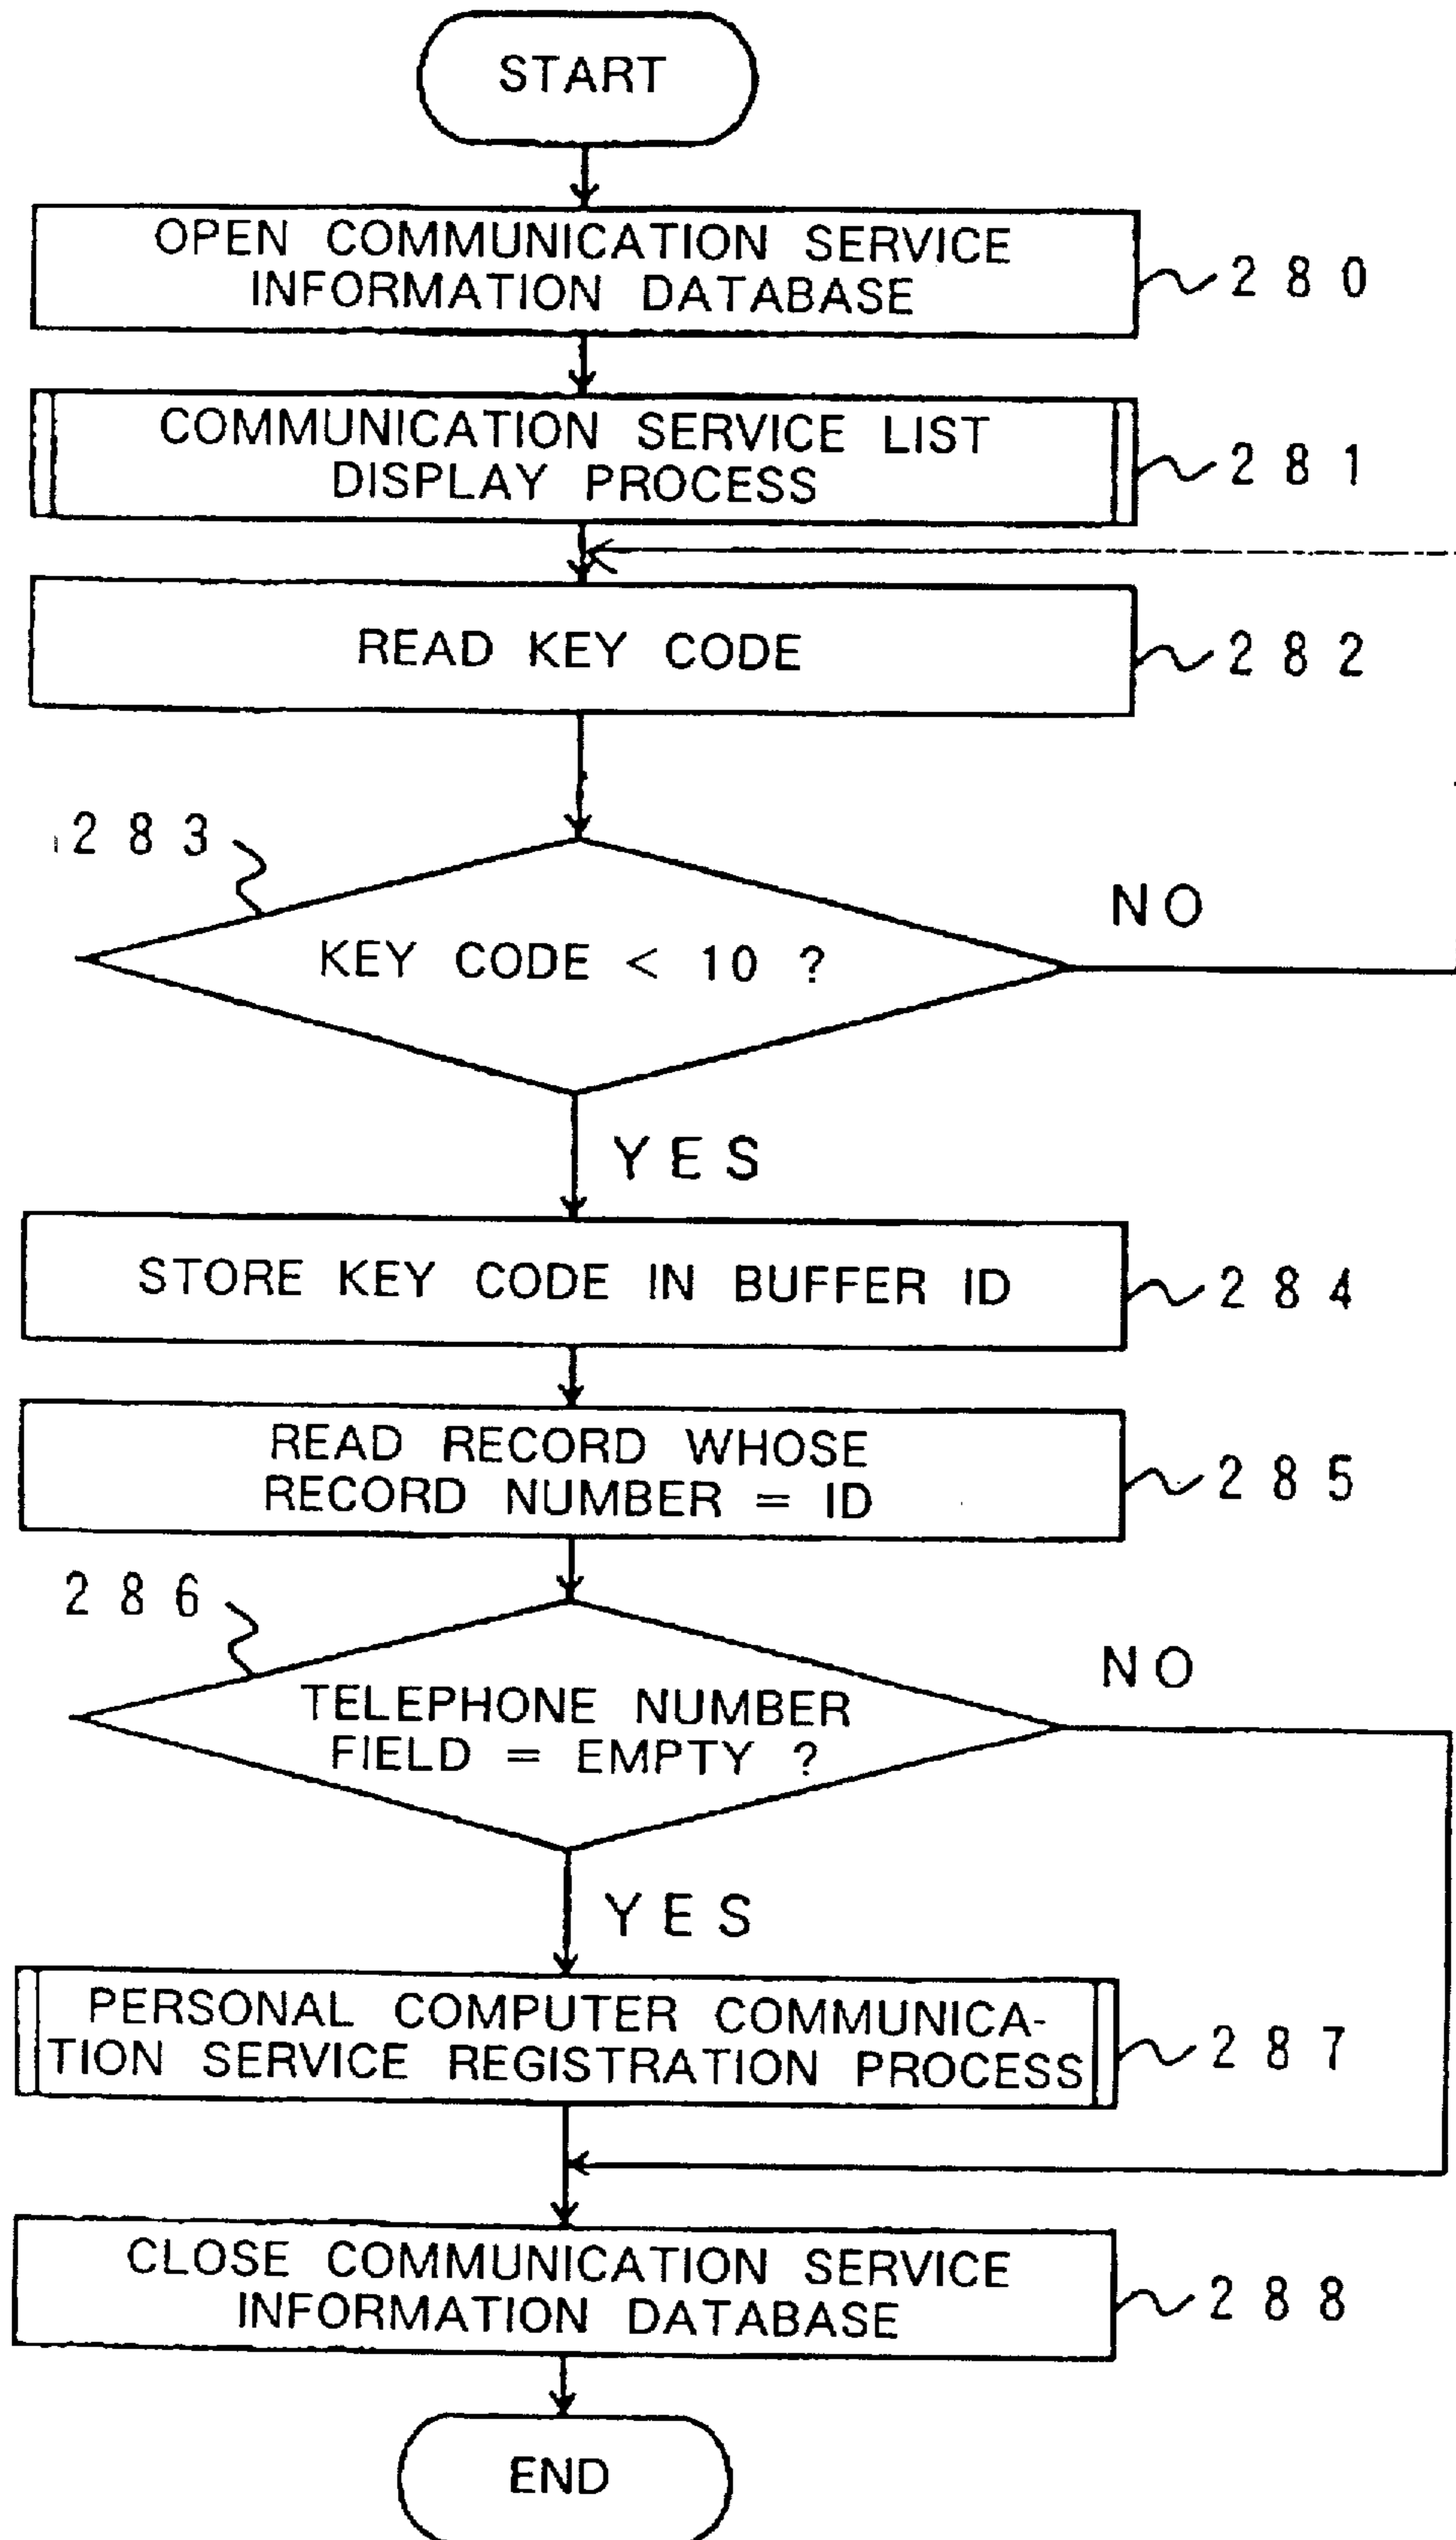 START
OPEN COMMUNICATION SERVICE
INFORMATION DATABASE
280
COMMUNICATION SERVICE LIST
DISPLAY PROCESS
281
READ KEY CODE
282
283
KEY CODE < 10 ?
NO
YES
STORE KEY CODE IN BUFFER ID
284
READ RECORD WHOSE
RECORD NUMBER = ID
285
286
TELEPHONE NUMBER
FIELD = EMPTY ?
NO
YES
PERSONAL COMPUTER COMMUNICA-
TION SERVICE REGISTRATION PROCESS
287
CLOSE COMMUNICATION SERVICE
INFORMATION DATABASE
288
END